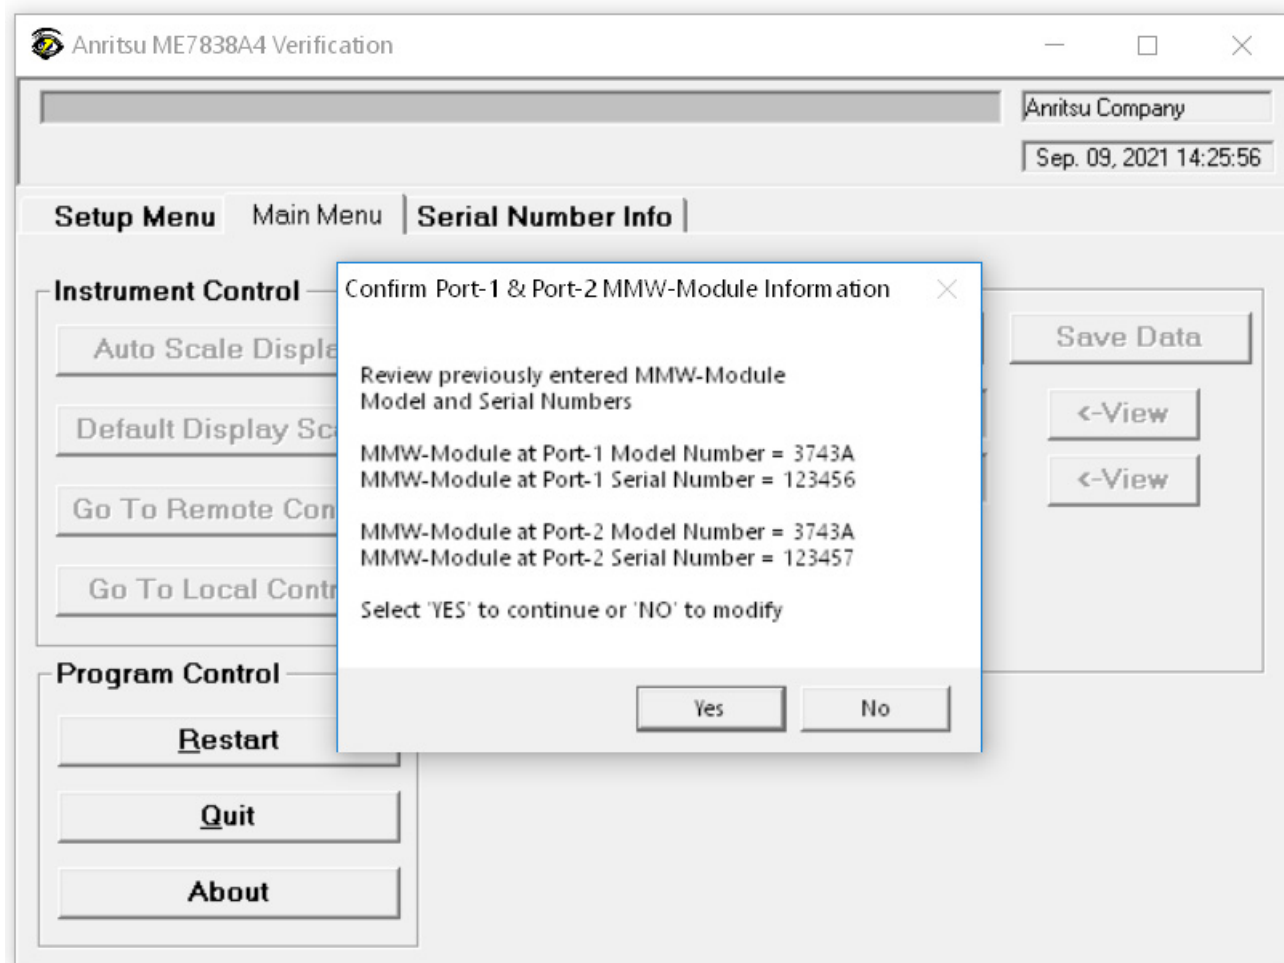 Anritsu ME7838A4 Verification
Anritsu Company
Sep. 09, 2021 14:25:56
Setup Menu Main Menu Serial Number Info
Instrument Control
Auto Scale Displa
Default Display Sc
Go To Remote Con
Go To Local Contr
Program Control
Restart
Quit
About
Confirm Port-1 & Port-2 MMW-Module Information
Review previously entered MMW-Module
Model and Serial Numbers
MMW-Module at Port-1 Model Number = 3743A
MMW-Module at Port-1 Serial Number = 123456
MMW-Module at Port-2 Model Number = 3743A
MMW-Module at Port-2 Serial Number = 123457
Select 'YES' to continue or 'NO' to modify
Yes No
Save Data
<-View
<-View